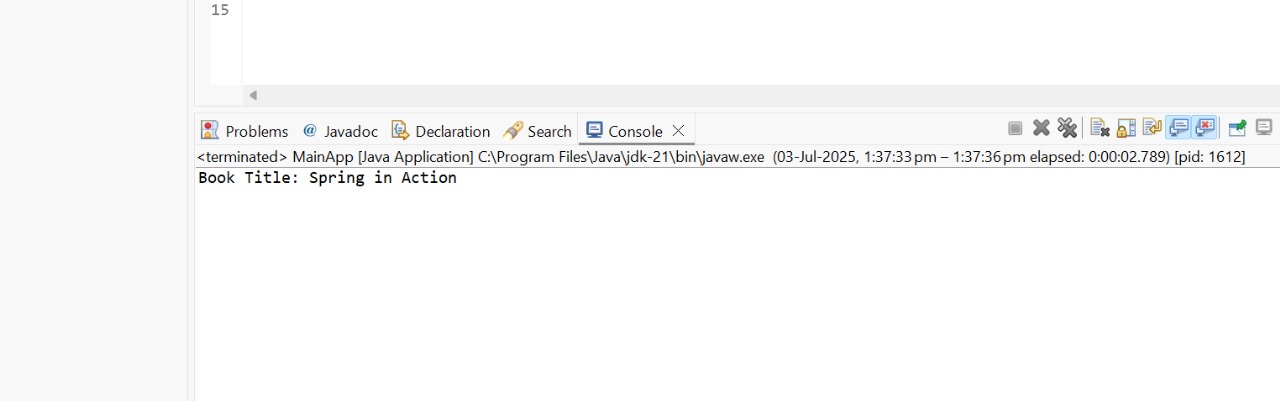 15
Problems @ Javadoc Declaration Search Console
<terminated> MainApp [Java Application] C:\Program Files\Java\jdk-21\bin\javaw.exe (03-Jul-2025, 1:37:33 pm – 1:37:36 pm elapsed: 0:00:02.789) [pid: 1612]
Book Title: Spring in Action